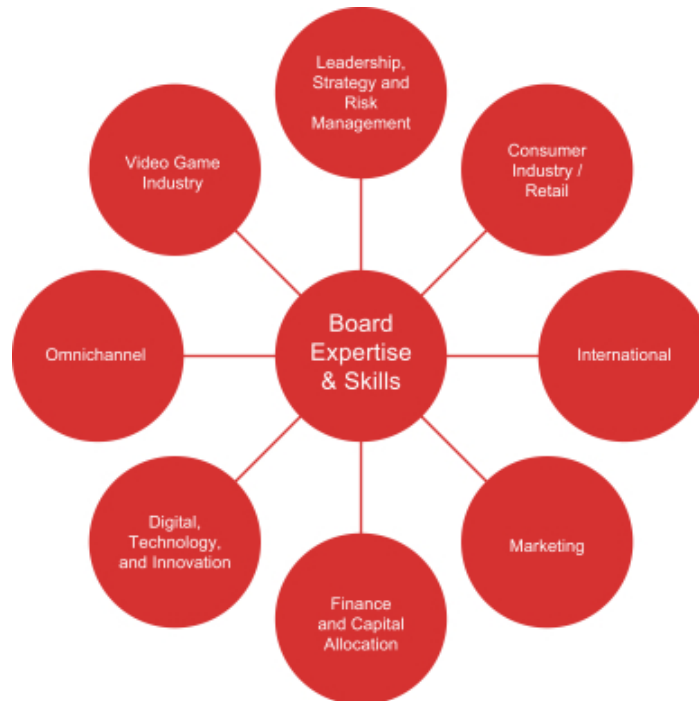 Leadership,
Strategy and
Risk
Management
Consumer
Industry /
Retail
International
Marketing
Finance
and Capital
Allocation
Digital,
Technology,
and Innovation
Omnichannel
Video Game
Industry
Board
Expertise
& Skills